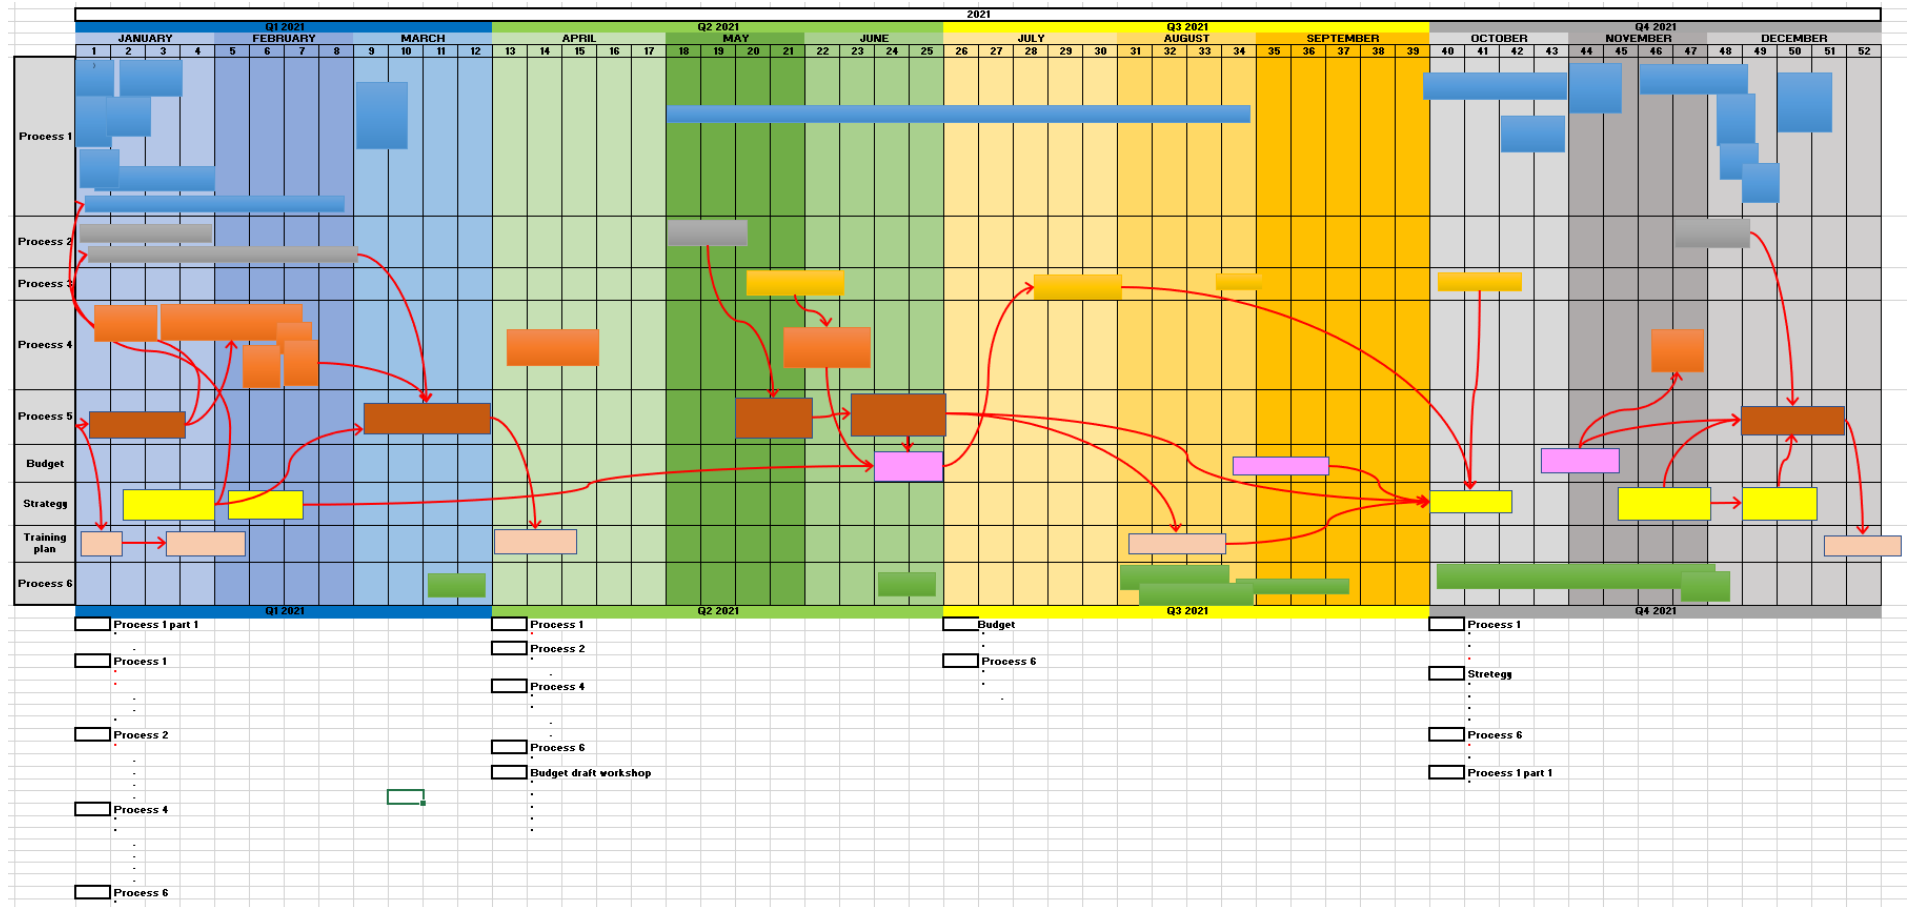 2021
Q1 2021 Q2 2021 Q3 2021 Q4 2021
JANUARY FEBRUARY MARCH APRIL MAY JUNE JULY AUGUST SEPTEMBER OCTOBER NOVEMBER DECEMBER
1 2 3 4 5 6 7 8 9 10 11 12 13 14 15 16 17 18 19 20 21 22 23 24 25 26 27 28 29 30 31 32 33 34 35 36 37 38 39 40 41 42 43 44 45 46 47 48 49 50 51 52
Process 1
Process 2
Process 3
Proecss 4
Process 5
Budget
Strategy
Training
plan
Process 6
Q1 2021 Q2 2021 Q3 2021 Q4 2021
Process 1 part 1
Process 1
Process 2
Process 4
Process 6
Process 1
Process 2
Process 4
Process 6
Budget draft workshop
Budget
Process 6
Process 1
Stretegy
Process 6
Process 1 part 1